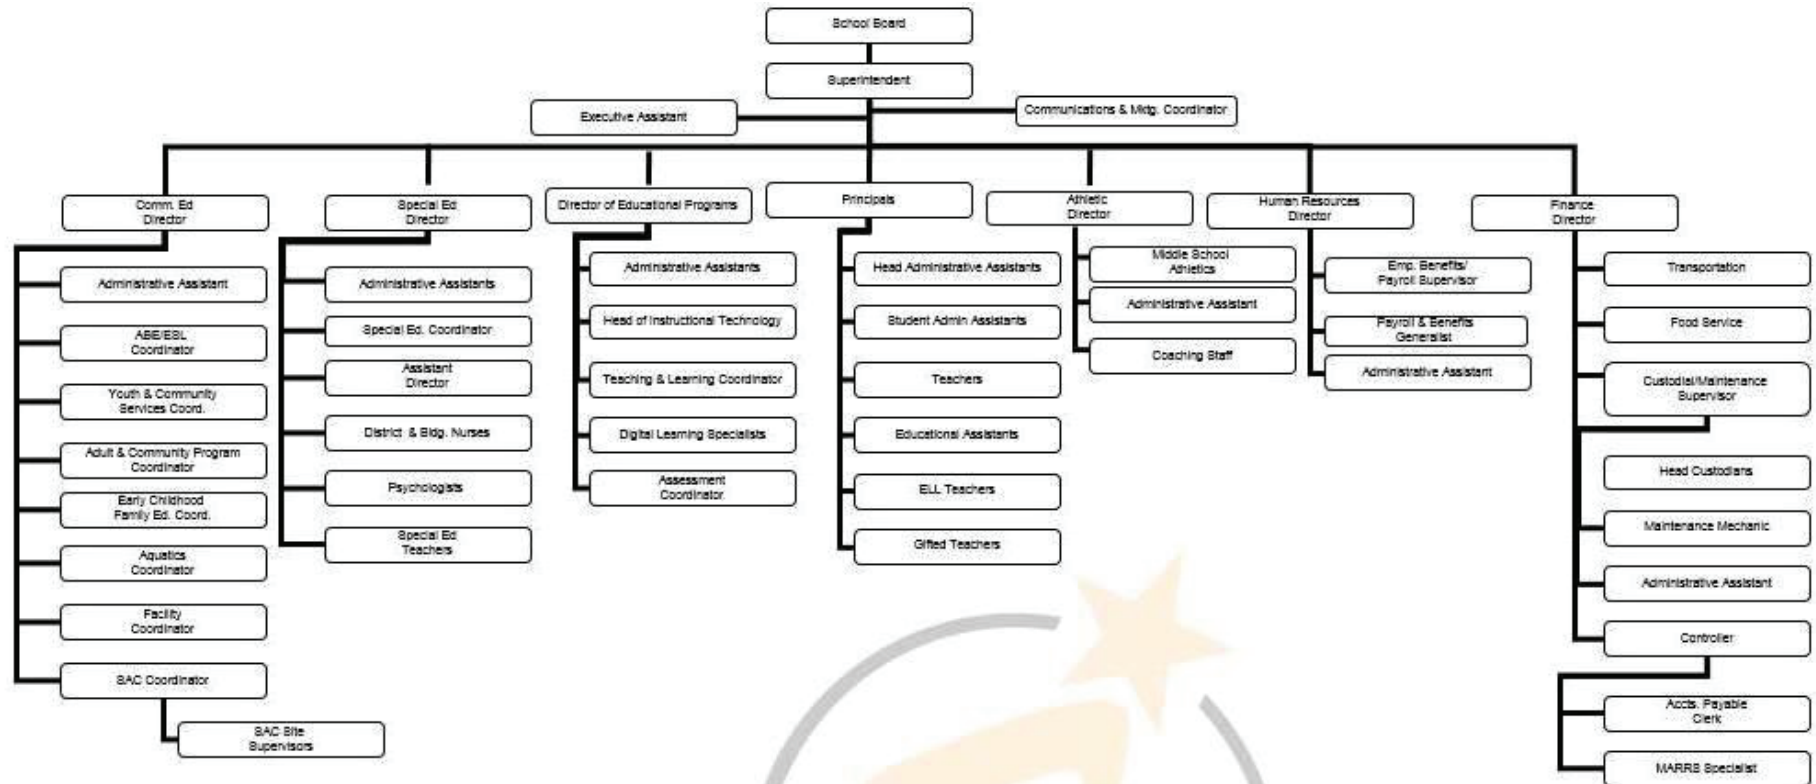 School Board
Superintendent
Executive Assistant
Communications & Mktg. Coordinator
Comm. Ed
Director
Administrative Assistant
ABE/ESL
Coordinator
Youth & Community
Services Coord.
Adult & Community Program
Coordinator
Early Childhood
Family Ed. Coord.
Aquatics
Coordinator
Facility
Coordinator
SAC Coordinator
SAC Site
Supervisors
Special Ed
Director
Administrative Assistants
Special Ed. Coordinator
Assistant
Director
District & Bldg. Nurses
Psychologists
Special Ed
Teachers
Director of Educational Programs
Administrative Assistants
Head of Instructional Technology
Teaching & Learning Coordinator
Digital Learning Specialists
Assessment
Coordinator
Principals
Head Administrative Assistants
Student Admin Assistants
Teachers
Educational Assistants
ELL Teachers
Gifted Teachers
Athletic
Director
Middle School
Athletics
Administrative Assistant
Coaching Staff
Human Resources
Director
Emp. Benefits/
Payroll Supervisor
Payroll & Benefits
Generalist
Administrative Assistant
Finance
Director
Transportation
Food Service
Custodial/Maintenance
Supervisor
Head Custodians
Maintenance Mechanic
Administrative Assistant
Controller
Accts. Payable
Clerk
MARRS Specialist